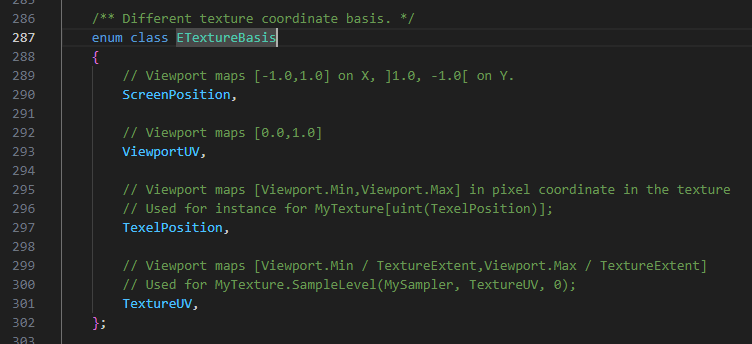 285
286 /** Different texture coordinate basis. */
287 enum class ETextureBasis
288 {
289 // Viewport maps [-1.0,1.0] on X, ]1.0, -1.0[ on Y.
290 ScreenPosition,
291
292 // Viewport maps [0.0,1.0]
293 ViewportUV,
294
295 // Viewport maps [Viewport.Min,Viewport.Max] in pixel coordinate in the texture
296 // Used for instance for MyTexture[uint(TexelPosition)];
297 TexelPosition,
298
299 // Viewport maps [Viewport.Min / TextureExtent,Viewport.Max / TextureExtent]
300 // Used for MyTexture.SampleLevel(MySampler, TextureUV, 0);
301 TextureUV,
302 };
303